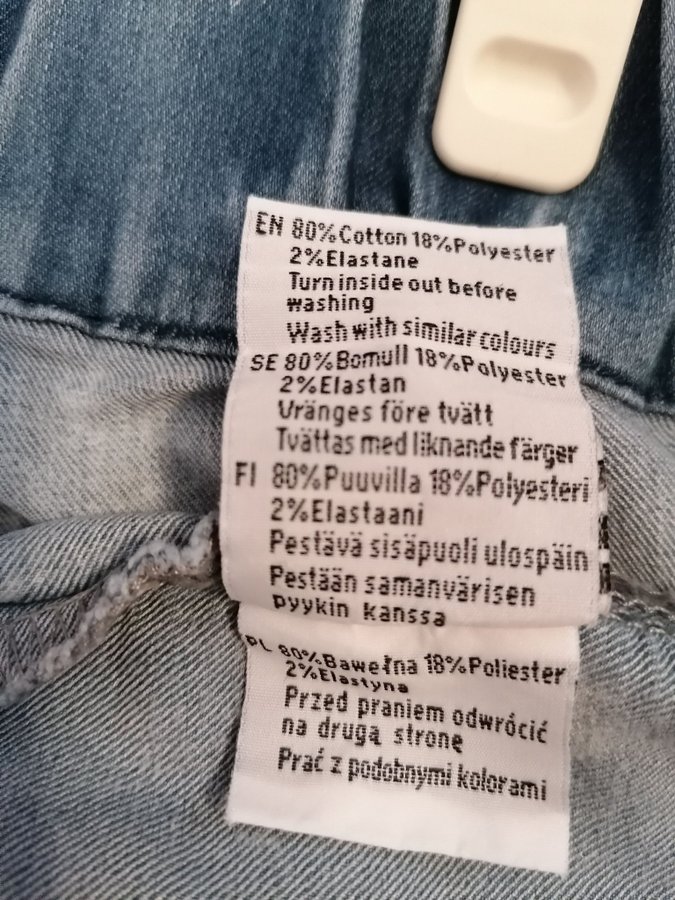 EN 80%Cotton 18%Polyester
2%Elastane
Turn inside out before
washing
Wash with similar colours
SE 80%Bomull 18%Polyester
2%Elastan
Vränges före tvätt
Tvättas med liknande färger
FI 80%Puuvilla 18%Polyesteri
2%Elastaani
Pestävä sisäpuoli ulospäin
Pestään samanvärisen
pyykin kanssa
PL 80%Bawełna 18%Poliester
2%Elastyna
Przed praniem odwrócić
na drugą stronę
Prać z podobnymi kolorami